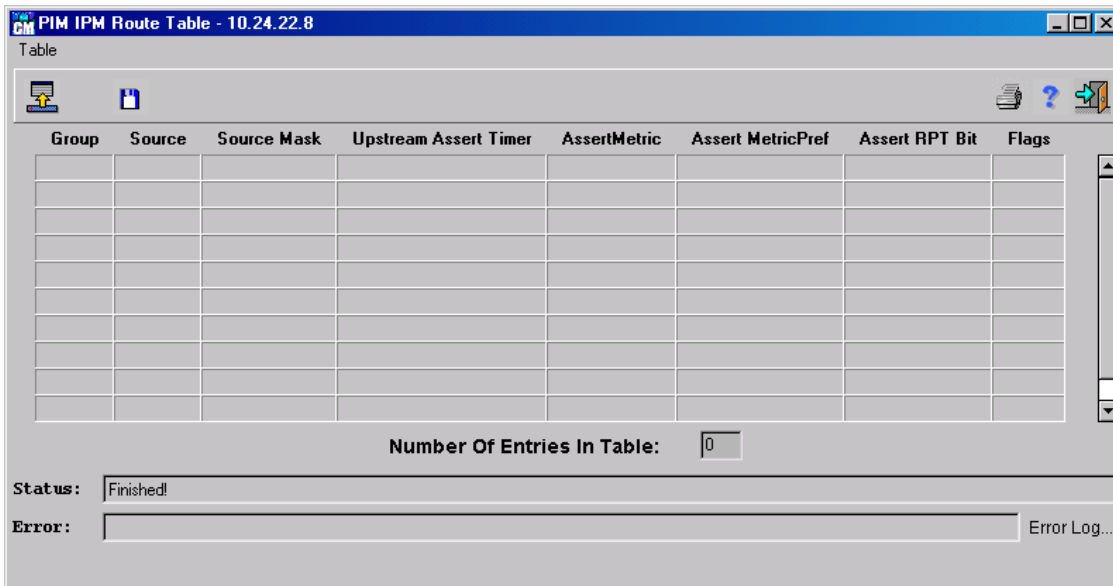 GM PIM IPM Route Table - 10.24.22.8
Table
?
Group Source Source Mask Upstream Assert Timer AssertMetric Assert MetricPref Assert RPT Bit Flags
Number Of Entries In Table: 0
Status: Finished!
Error: Error Log...